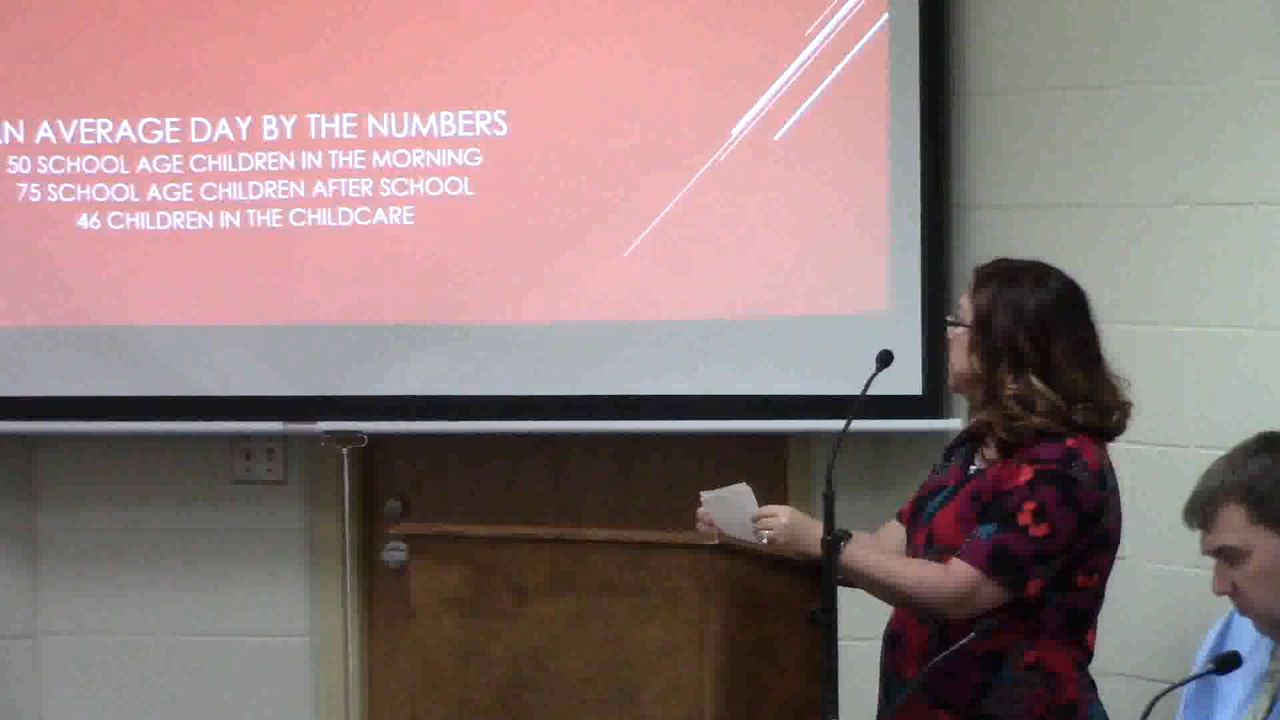 AN AVERAGE DAY BY THE NUMBERS
50 SCHOOL AGE CHILDREN IN THE MORNING
75 SCHOOL AGE CHILDREN AFTER SCHOOL
46 CHILDREN IN THE CHILDCARE